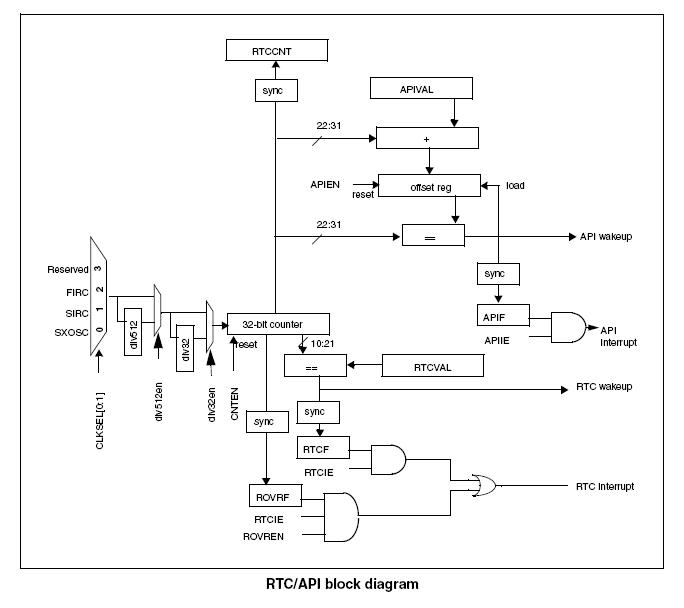 RTCCNT
sync
APIVAL
22:31
+
APIEN
reset
offset reg
load
22:31
==
API wakeup
Reserved
3
FIRC
2
SIRC
1
SXOSC
0
sync
div512
div32
32-bit counter
reset
10:21
APIF
APIIE
API
Interrupt
==
RTCVAL
RTC wakeup
CLKSEL[0:1]
div512en
div32en
CNTEN
sync
sync
RTCF
RTCIE
RTC Interrupt
ROVRF
RTCIE
ROVREN
RTC/API block diagram